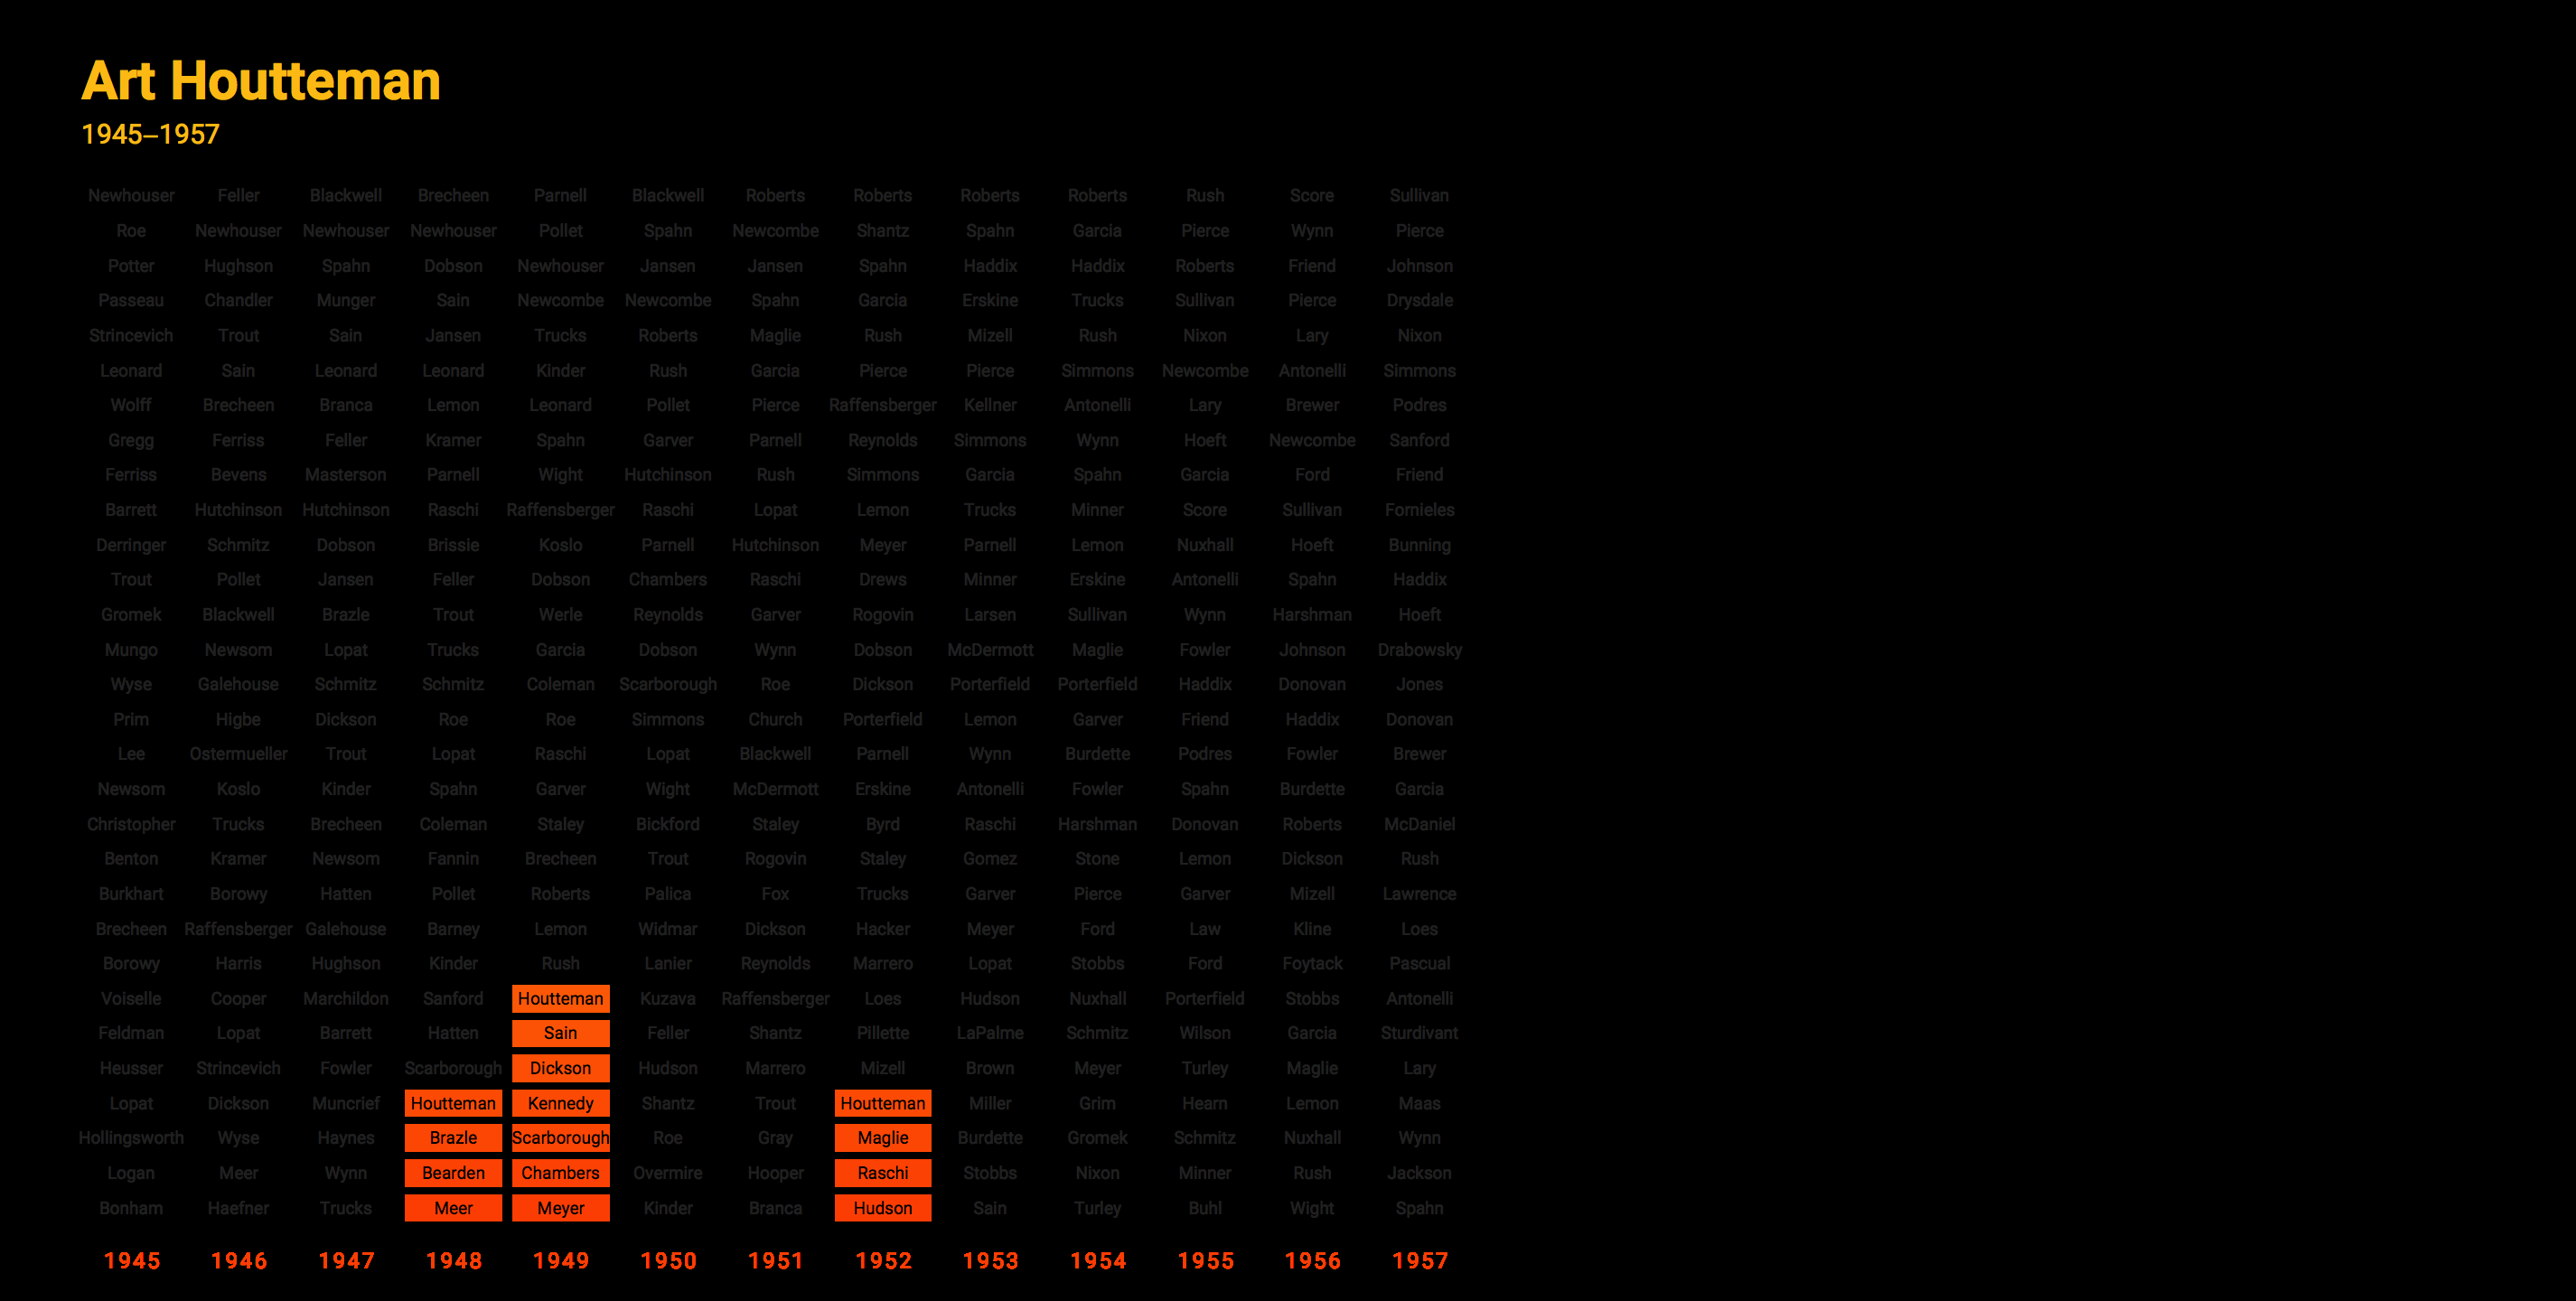 Art Houtteman
1945–1957
Newhouser Feller Blackwell Brecheen Parnell Blackwell Roberts Roberts Roberts Roberts Rush Score Sullivan
Roe Newhouser Newhouser Newhouser Pollet Spahn Newcombe Shantz Spahn Garcia Pierce Wynn Pierce
Potter Hughson Spahn Dobson Newhouser Jansen Jansen Spahn Haddix Haddix Roberts Friend Johnson
Passeau Chandler Munger Sain Newcombe Newcombe Spahn Garcia Erskine Trucks Sullivan Pierce Drysdale
Strincevich Trout Sain Jansen Trucks Roberts Maglie Rush Mizell Rush Nixon Lary Nixon
Leonard Sain Leonard Leonard Kinder Rush Garcia Pierce Pierce Simmons Newcombe Antonelli Simmons
Wolff Brecheen Branca Lemon Leonard Pollet Pierce Raffensberger Kellner Antonelli Lary Brewer Podres
Gregg Ferriss Feller Kramer Spahn Garver Parnell Reynolds Simmons Wynn Hoeft Newcombe Sanford
Ferriss Bevens Masterson Parnell Wight Hutchinson Rush Simmons Garcia Spahn Garcia Ford Friend
Barrett Hutchinson Hutchinson Raschi Raffensberger Raschi Lopat Lemon Trucks Minner Score Sullivan Fornieles
Derringer Schmitz Dobson Brissie Koslo Parnell Hutchinson Meyer Parnell Lemon Nuxhall Hoeft Bunning
Trout Pollet Jansen Feller Dobson Chambers Raschi Drews Minner Erskine Antonelli Spahn Haddix
Gromek Blackwell Brazle Trout Werle Reynolds Garver Rogovin Larsen Sullivan Wynn Harshman Hoeft
Mungo Newsom Lopat Trucks Garcia Dobson Wynn Dobson McDermott Maglie Fowler Johnson Drabowsky
Wyse Galehouse Schmitz Schmitz Coleman Scarborough Roe Dickson Porterfield Porterfield Haddix Donovan Jones
Prim Higbe Dickson Roe Roe Simmons Church Porterfield Lemon Garver Friend Haddix Donovan
Lee Ostermueller Trout Lopat Raschi Lopat Blackwell Parnell Wynn Burdette Podres Fowler Brewer
Newsom Koslo Kinder Spahn Garver Wight McDermott Erskine Antonelli Fowler Spahn Burdette Garcia
Christopher Trucks Brecheen Coleman Staley Bickford Staley Byrd Raschi Harshman Donovan Roberts McDaniel
Benton Kramer Newsom Fannin Brecheen Trout Rogovin Staley Gomez Stone Lemon Dickson Rush
Burkhart Borowy Hatten Pollet Roberts Palica Fox Trucks Garver Pierce Garver Mizell Lawrence
Brecheen Raffensberger Galehouse Barney Lemon Widmar Dickson Hacker Meyer Ford Law Kline Loes
Borowy Harris Hughson Kinder Rush Lanier Reynolds Marrero Lopat Stobbs Ford Foytack Pascual
Voiselle Cooper Marchildon Sanford Houtteman Kuzava Raffensberger Loes Hudson Nuxhall Porterfield Stobbs Antonelli
Feldman Lopat Barrett Hatten Sain Feller Shantz Pillette LaPalme Schmitz Wilson Garcia Sturdivant
Heusser Strincevich Fowler Scarborough Dickson Hudson Marrero Mizell Brown Meyer Turley Maglie Lary
Lopat Dickson Muncrief Houtteman Kennedy Shantz Trout Houtteman Miller Grim Hearn Lemon Maas
Hollingsworth Wyse Haynes Brazle Scarborough Roe Gray Maglie Burdette Gromek Schmitz Nuxhall Wynn
Logan Meer Wynn Bearden Chambers Overmire Hooper Raschi Stobbs Nixon Minner Rush Jackson
Bonham Haefner Trucks Meer Meyer Kinder Branca Hudson Sain Turley Buhl Wight Spahn
1945 1946 1947 1948 1949 1950 1951 1952 1953 1954 1955 1956 1957